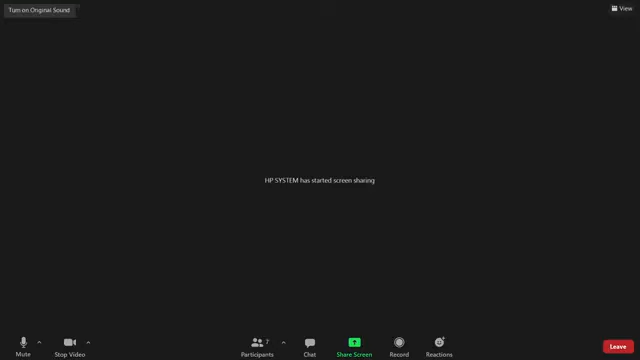 Turn on Original Sound
View
HP SYSTEM has started screen sharing
7
Mute
Stop Video
Participants
Chat
Share Screen
Record
Reactions
Leave